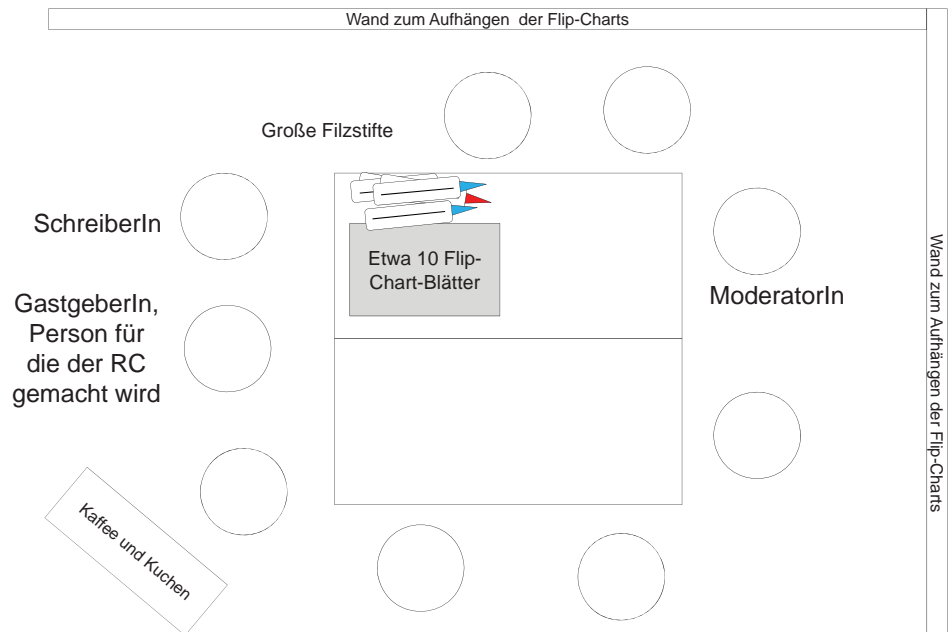 Wand zum Aufhängen der Flip-Charts
Große Filzstifte
SchreiberIn
Etwa 10 Flip-
Chart-Blätter
GastgeberIn,
Person für
die der RC
gemacht wird
ModeratorIn
Wand zum Aufhängen der Flip-Charts
Kaffee und Kuchen